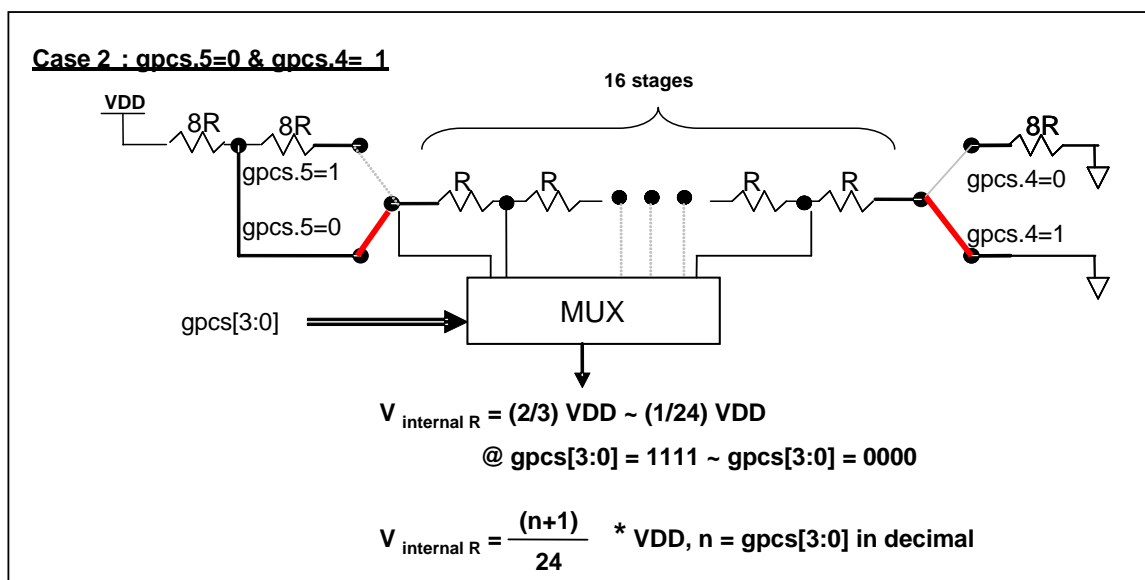 Case 2 : gpcs.5=0 & gpcs.4= 1
16 stages
VDD
8R
8R
8R
gpcs.5=1
R
R
R
R
gpcs.4=0
gpcs.5=0
gpcs.4=1
MUX
gpcs[3:0]
V internal R = (2/3) VDD ~ (1/24) VDD
@ gpcs[3:0] = 1111 ~ gpcs[3:0] = 0000
V internal R = (n+1) / 24 * VDD, n = gpcs[3:0] in decimal